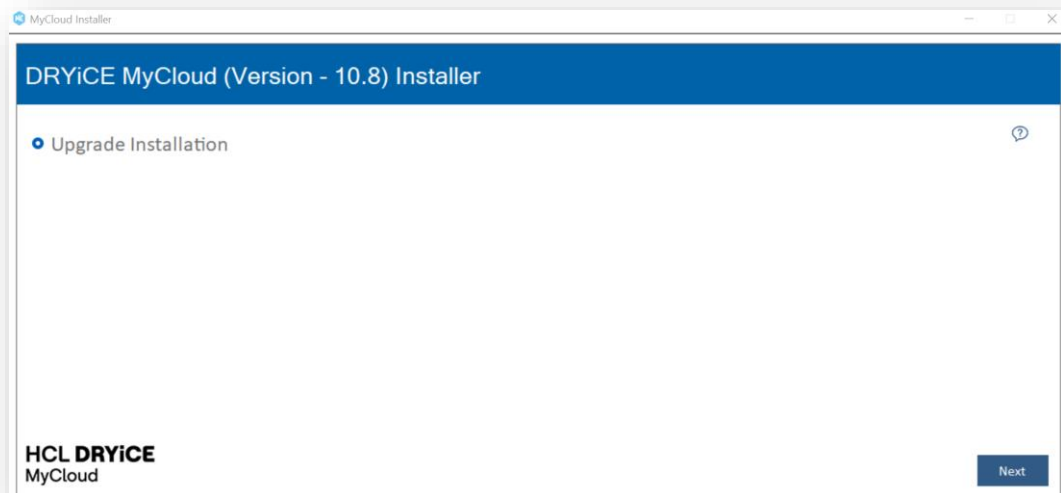 MyCloud Installer
DRYiCE MyCloud (Version - 10.8) Installer
Upgrade Installation
HCL DRYiCE
MyCloud
Next